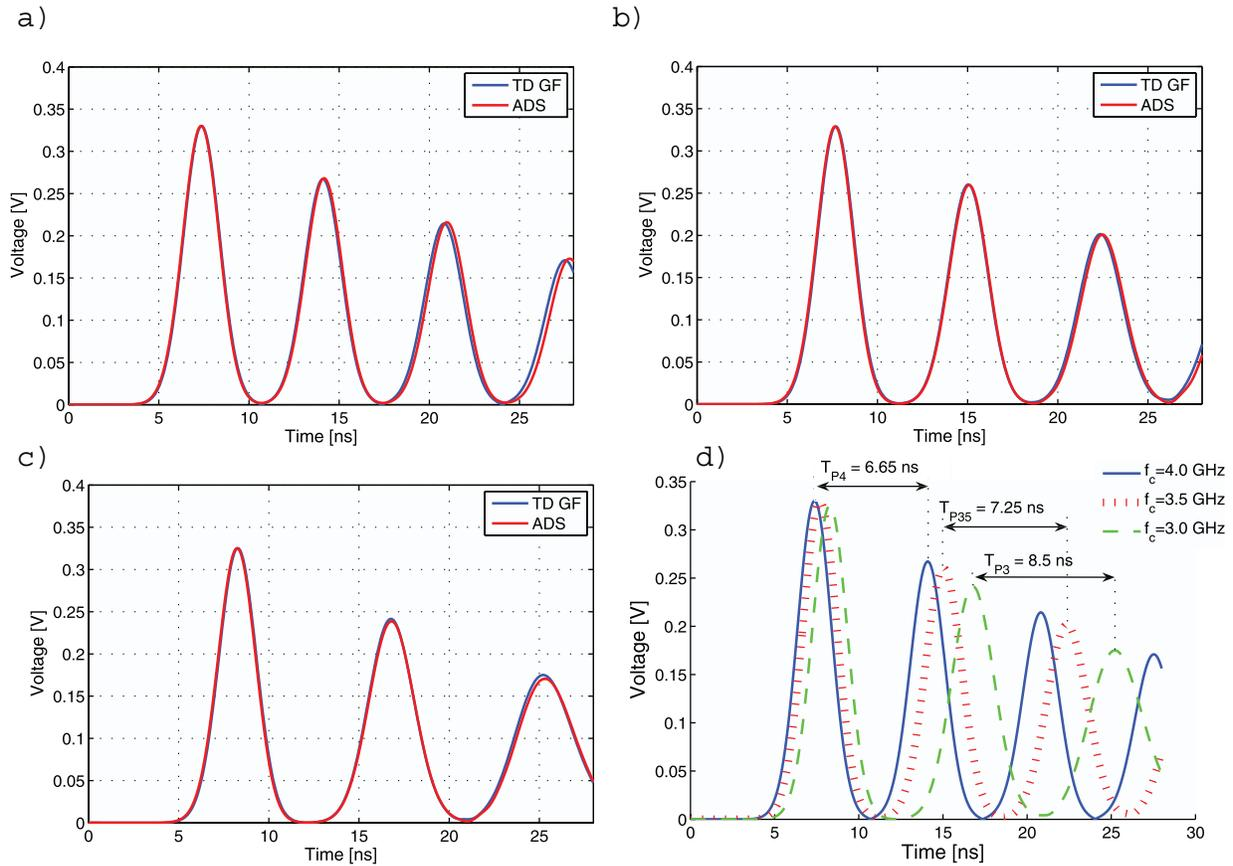 a)
0.4
0.35
0.3
0.25
0.2
0.15
0.1
0.05
0
Voltage [V]
0 5 10 15 20 25
Time [ns]
TD GF
ADS
b)
0.4
0.35
0.3
0.25
0.2
0.15
0.1
0.05
0
Voltage [V]
0 5 10 15 20 25
Time [ns]
TD GF
ADS
c)
0.4
0.35
0.3
0.25
0.2
0.15
0.1
0.05
0
Voltage [V]
0 5 10 15 20 25
Time [ns]
TD GF
ADS
d)
0.35
0.3
0.25
0.2
0.15
0.1
0.05
0
Voltage [V]
0 5 10 15 20 25 30
Time [ns]
TP4 = 6.65 ns
TP35 = 7.25 ns
TP3 = 8.5 ns
fc=4.0 GHz
fc=3.5 GHz
fc=3.0 GHz